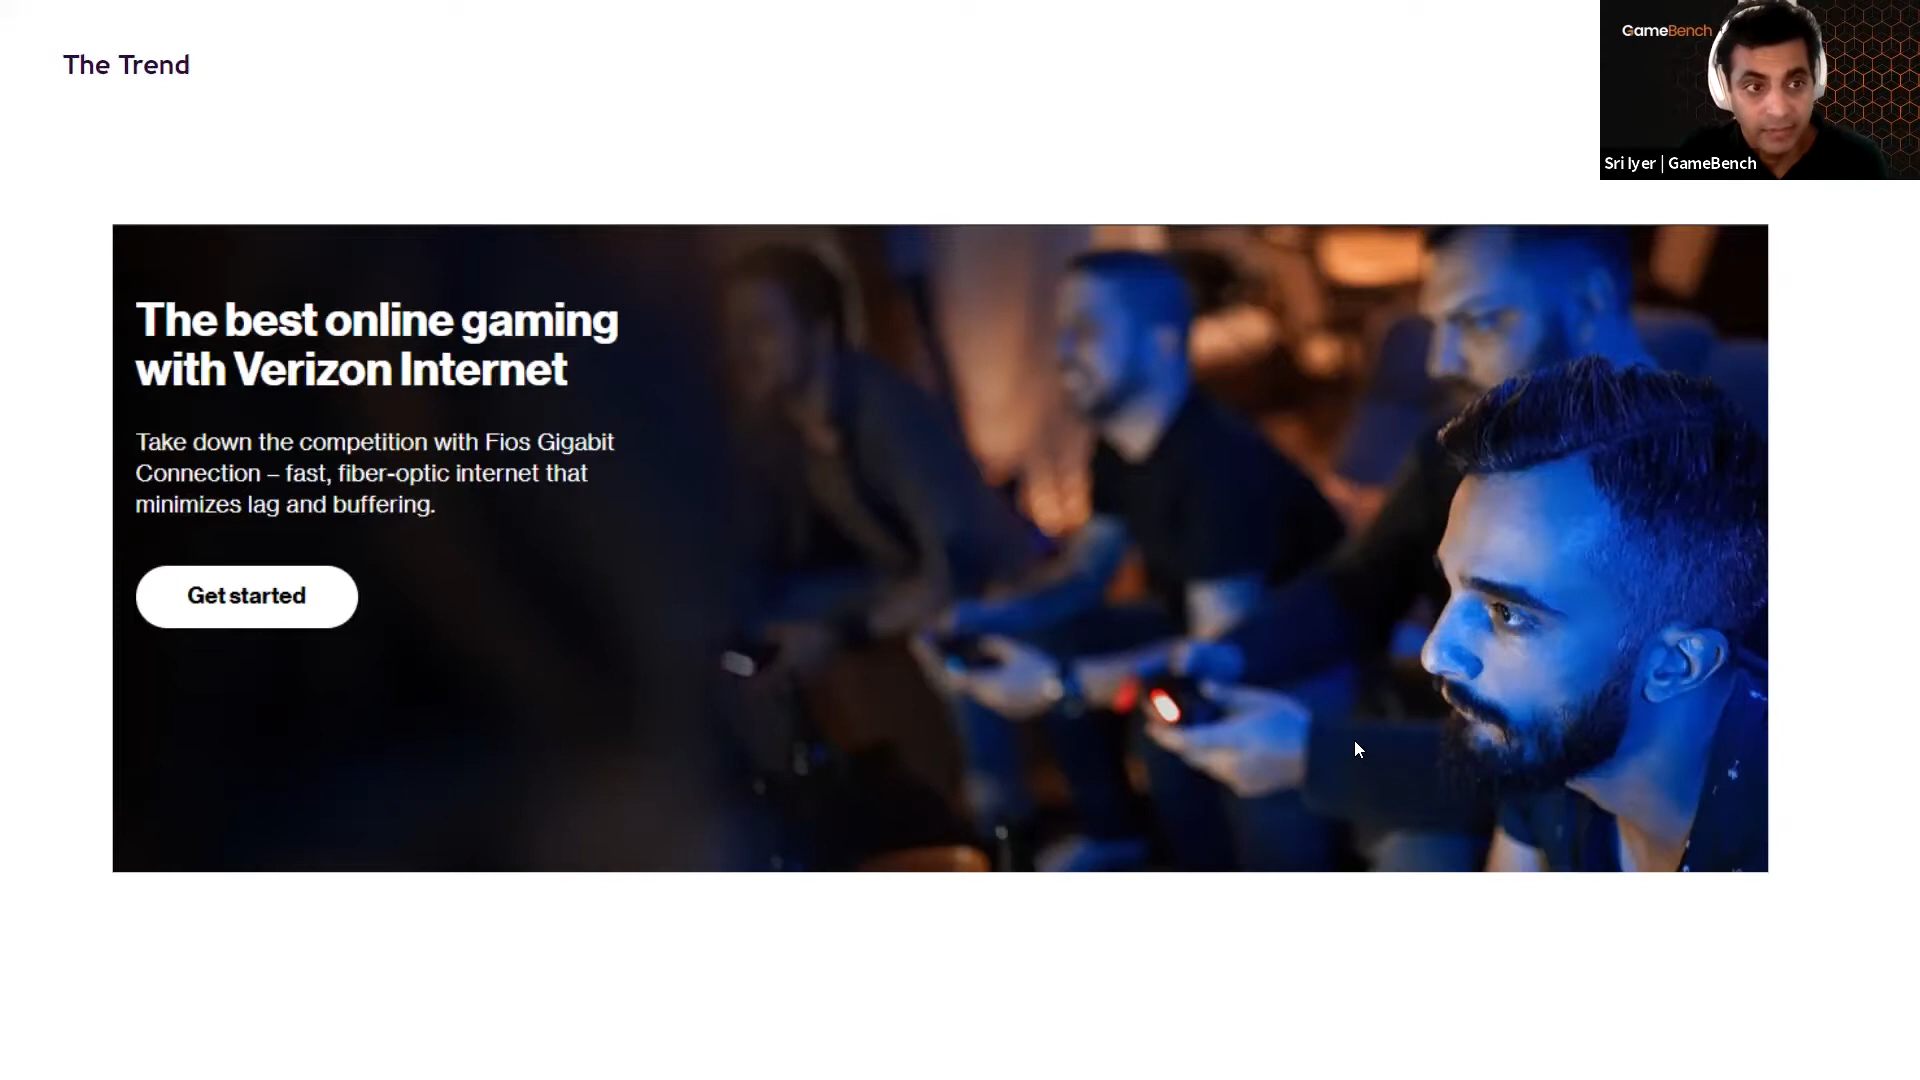 The Trend
GameBench
Sri Iyer | GameBench
The best online gaming
with Verizon Internet
Take down the competition with Fios Gigabit
Connection – fast, fiber-optic internet that
minimizes lag and buffering.
Get started